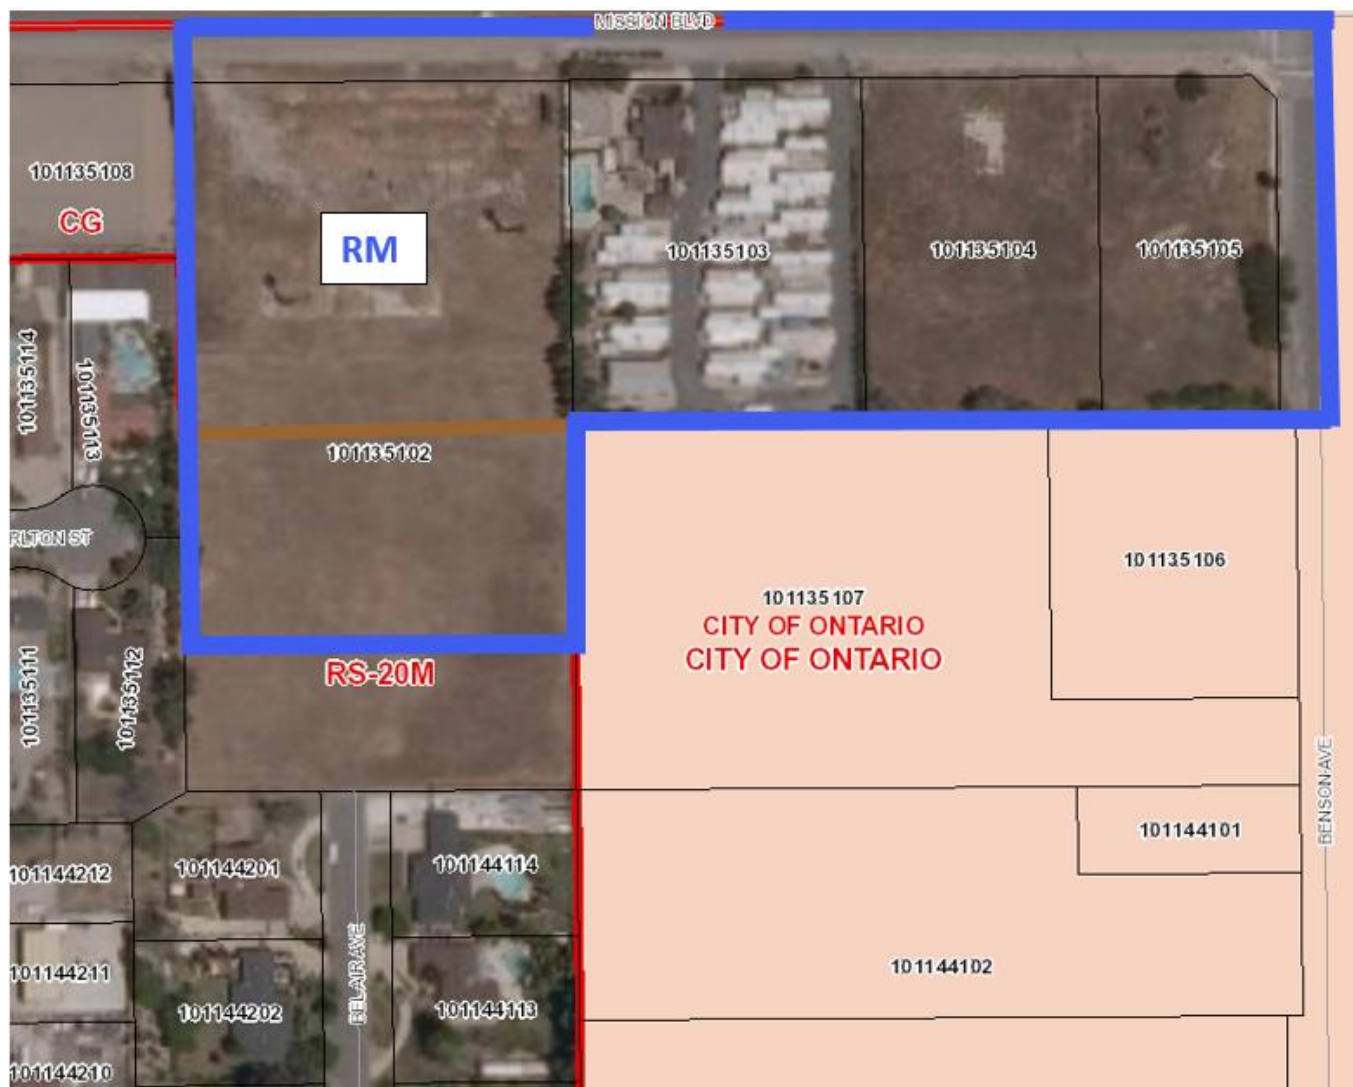 MISSION BLVD
101135108
CG
RM
101135103
101135104
101135105
101135114
101135113
101135102
RLTON ST
101135106
101135107
CITY OF ONTARIO
CITY OF ONTARIO
RS-20M
101135111
101135112
BENSON AVE
101144101
101144212
101144201
101144114
BELAIR AVE
101144211
101144102
101144202
101144113
101144210